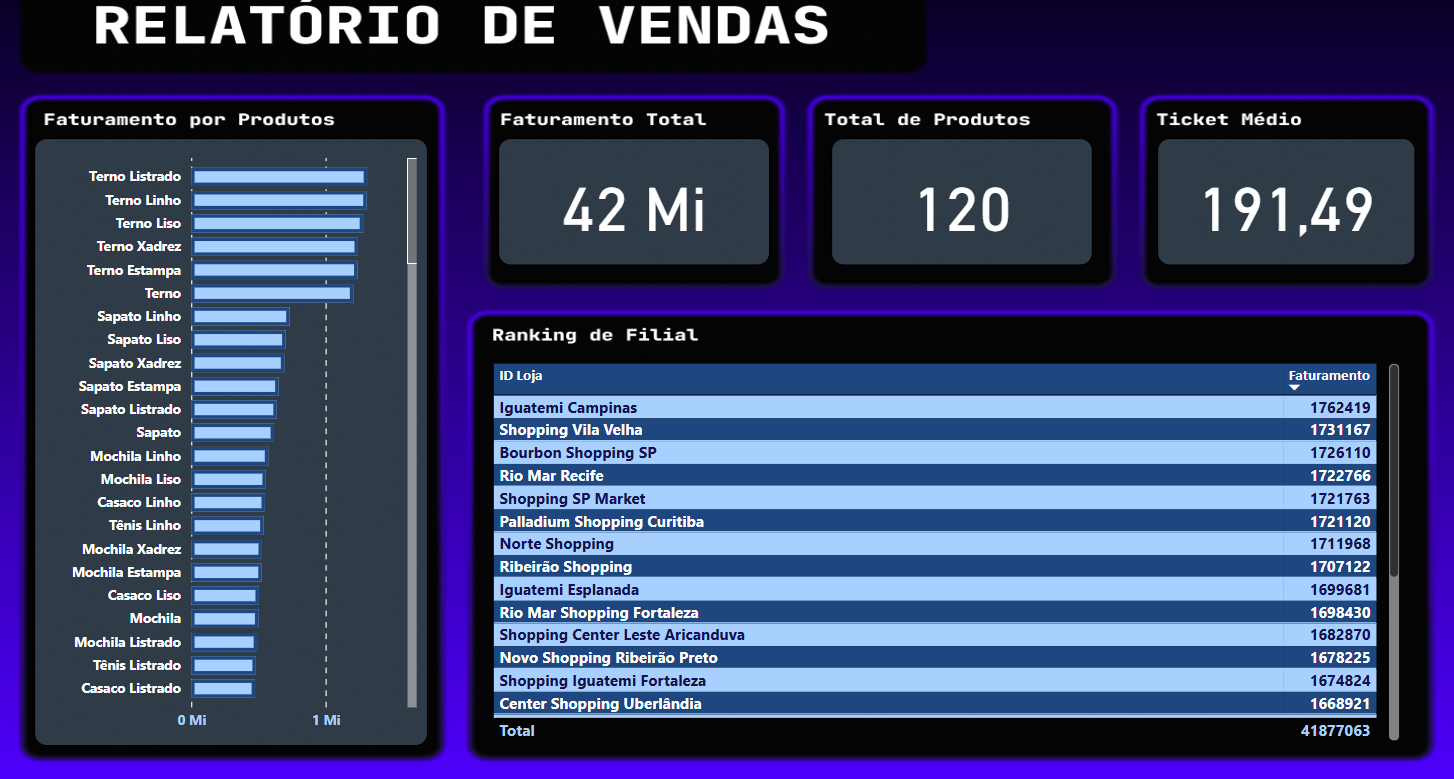 RELATÓRIO DE VENDAS
Faturamento por Produtos
Terno Listrado
Terno Linho
Terno Liso
Terno Xadrez
Terno Estampa
Terno
Sapato Linho
Sapato Liso
Sapato Xadrez
Sapato Estampa
Sapato Listrado
Sapato
Mochila Linho
Mochila Liso
Casaco Linho
Tênis Linho
Mochila Xadrez
Mochila Estampa
Casaco Liso
Mochila
Mochila Listrado
Tênis Listrado
Casaco Listrado
0 Mi 1 Mi
Faturamento Total
42 Mi
Total de Produtos
120
Ticket Médio
191,49
Ranking de Filial
ID Loja Faturamento
Iguatemi Campinas 1762419
Shopping Vila Velha 1731167
Bourbon Shopping SP 1726110
Rio Mar Recife 1722766
Shopping SP Market 1721763
Palladium Shopping Curitiba 1721120
Norte Shopping 1711968
Ribeirão Shopping 1707122
Iguatemi Esplanada 1699681
Rio Mar Shopping Fortaleza 1698430
Shopping Center Leste Aricanduva 1682870
Novo Shopping Ribeirão Preto 1678225
Shopping Iguatemi Fortaleza 1674824
Center Shopping Uberlândia 1668921
Total 41877063